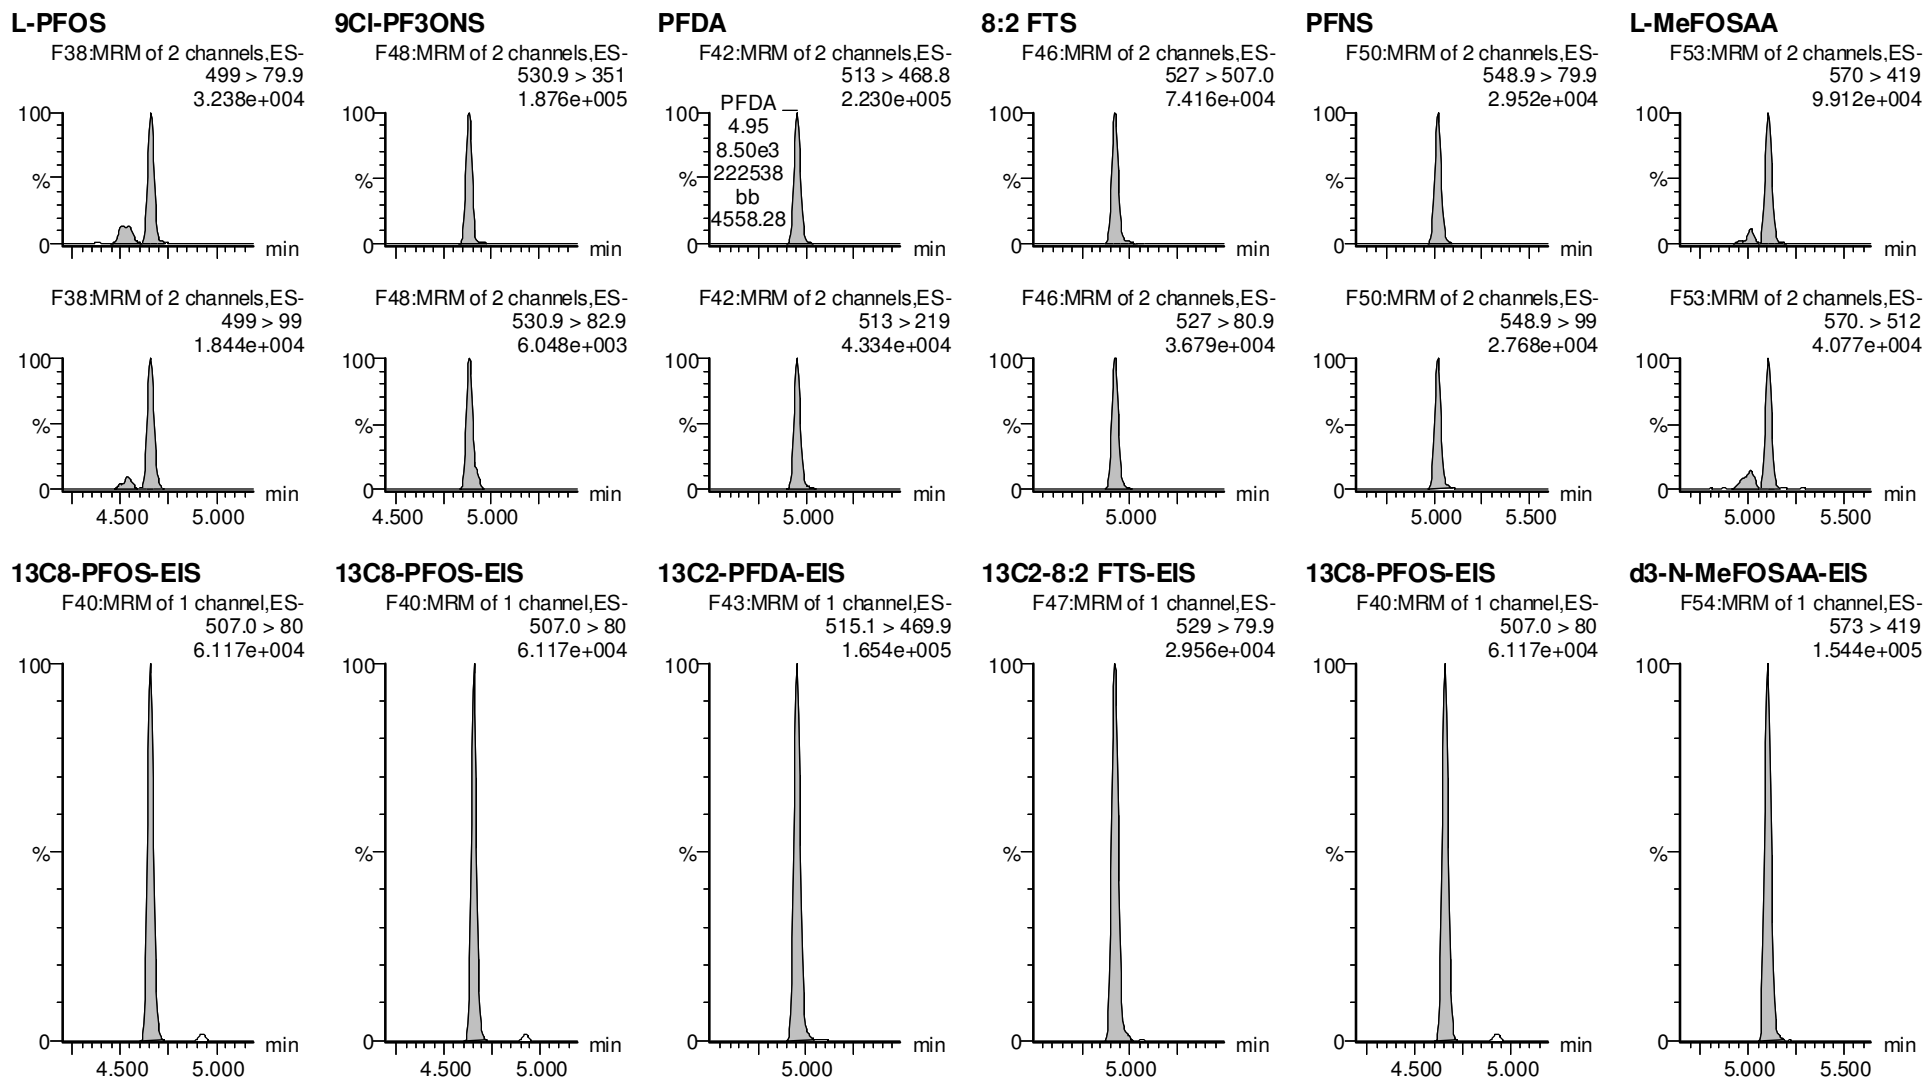 L-PFOS
F38:MRM of 2 channels,ES-
499 > 79.9
3.238e+004
100
%
0
min
F38:MRM of 2 channels,ES-
499 > 99
1.844e+004
100
%
0
min
4.500 5.000
9Cl-PF3ONS
F48:MRM of 2 channels,ES-
530.9 > 351
1.876e+005
100
%
0
min
F48:MRM of 2 channels,ES-
530.9 > 82.9
6.048e+003
100
%
0
min
4.500 5.000
PFDA
F42:MRM of 2 channels,ES-
513 > 468.8
2.230e+005
100
PFDA
4.95
8.50e3
222538
bb
4558.28
%
0
min
F42:MRM of 2 channels,ES-
513 > 219
4.334e+004
100
%
0
min
5.000
8:2 FTS
F46:MRM of 2 channels,ES-
527 > 507.0
7.416e+004
100
%
0
min
F46:MRM of 2 channels,ES-
527 > 80.9
3.679e+004
100
%
0
min
5.000
PFNS
F50:MRM of 2 channels,ES-
548.9 > 79.9
2.952e+004
100
%
0
min
F50:MRM of 2 channels,ES-
548.9 > 99
2.768e+004
100
%
0
min
5.000 5.500
L-MeFOSAA
F53:MRM of 2 channels,ES-
570 > 419
9.912e+004
100
%
0
min
F53:MRM of 2 channels,ES-
570. > 512
4.077e+004
100
%
0
min
5.000 5.500
13C8-PFOS-EIS
F40:MRM of 1 channel,ES-
507.0 > 80
6.117e+004
100
%
0
min
4.500 5.000
13C8-PFOS-EIS
F40:MRM of 1 channel,ES-
507.0 > 80
6.117e+004
100
%
0
min
4.500 5.000
13C2-PFDA-EIS
F43:MRM of 1 channel,ES-
515.1 > 469.9
1.654e+005
100
%
0
min
5.000
13C2-8:2 FTS-EIS
F47:MRM of 1 channel,ES-
529 > 79.9
2.956e+004
100
%
0
min
5.000
13C8-PFOS-EIS
F40:MRM of 1 channel,ES-
507.0 > 80
6.117e+004
100
%
0
min
4.500 5.000
d3-N-MeFOSAA-EIS
F54:MRM of 1 channel,ES-
573 > 419
1.544e+005
100
%
0
min
5.000 5.500